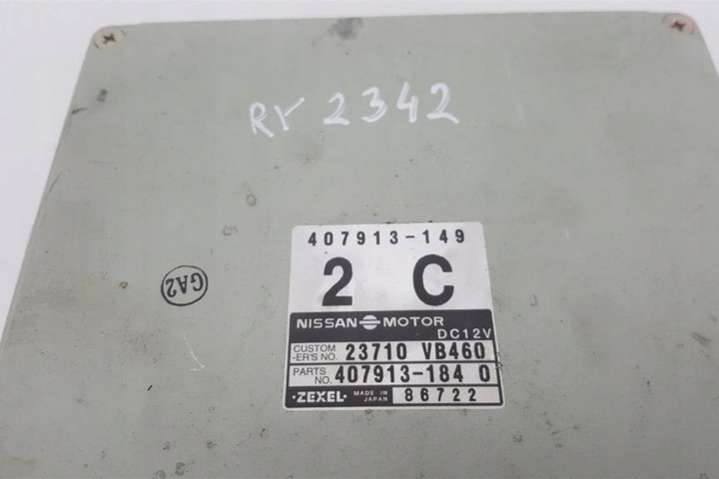 RY 2342
407913-149
2 C
GA2
NISSAN MOTOR
DC12V
CUSTOM
-ER'S NO. 23710 VB460
PARTS
NO. 407913-184 0
·ZEXEL· MADE IN
JAPAN 86722